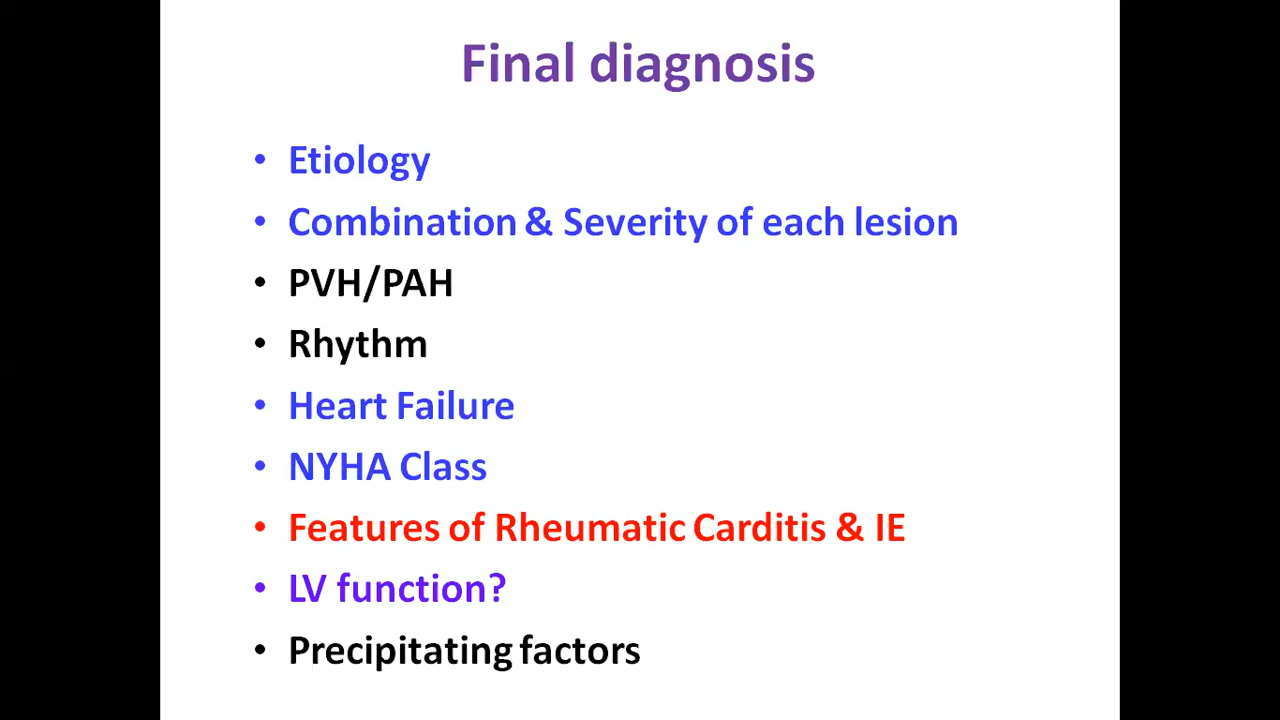 Final diagnosis
• Etiology
• Combination & Severity of each lesion
• PVH/PAH
• Rhythm
• Heart Failure
• NYHA Class
• Features of Rheumatic Carditis & IE
• LV function?
• Precipitating factors